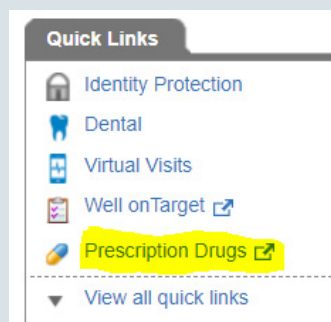 Quick Links
Identity Protection
Dental
Virtual Visits
Well onTarget
Prescription Drugs
View all quick links